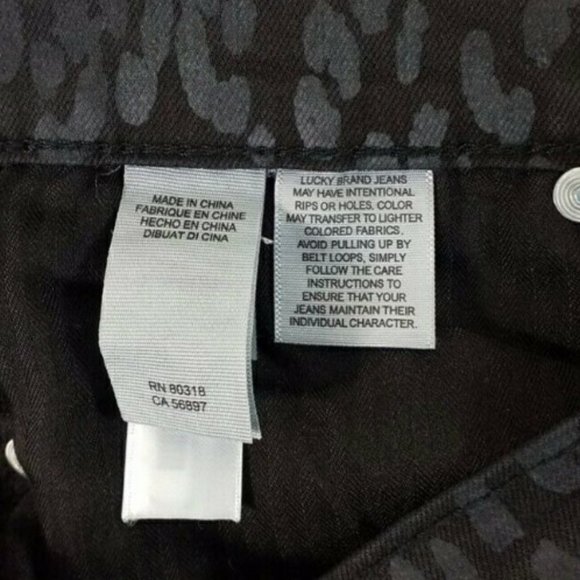 MADE IN CHINA
FABRIQUE EN CHINE
HECHO EN CHINA
DIBUAT DI CINA
RN 80318
CA 56897
LUCKY BRAND JEANS
MAY HAVE INTENTIONAL
RIPS OR HOLES. COLOR
MAY TRANSFER TO LIGHTER
COLORED FABRICS.
AVOID PULLING UP BY
BELT LOOPS, SIMPLY
FOLLOW THE CARE
INSTRUCTIONS TO
ENSURE THAT YOUR
JEANS MAINTAIN THEIR
INDIVIDUAL CHARACTER.